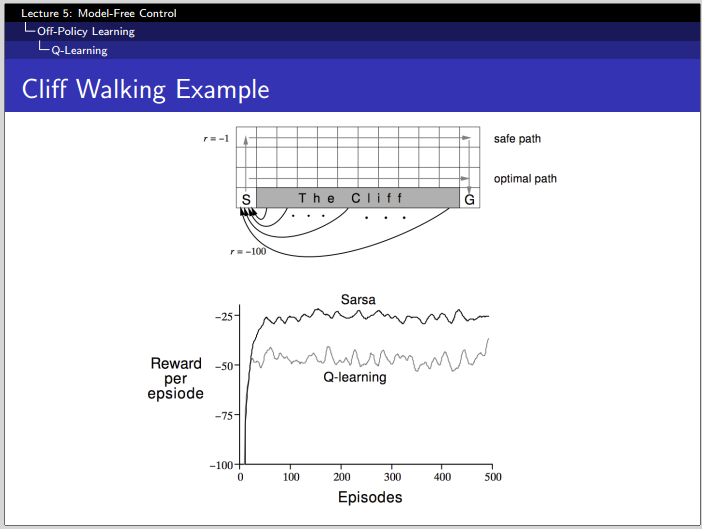 Lecture 5: Model-Free Control
Off-Policy Learning
Q-Learning
Cliff Walking Example
r = −1
safe path
optimal path
S
The Cliff
G
. . .
. . .
r = −100
Sarsa
−25
Reward
per
epsiode
−50
Q-learning
−75
−100
0 100 200 300 400 500
Episodes